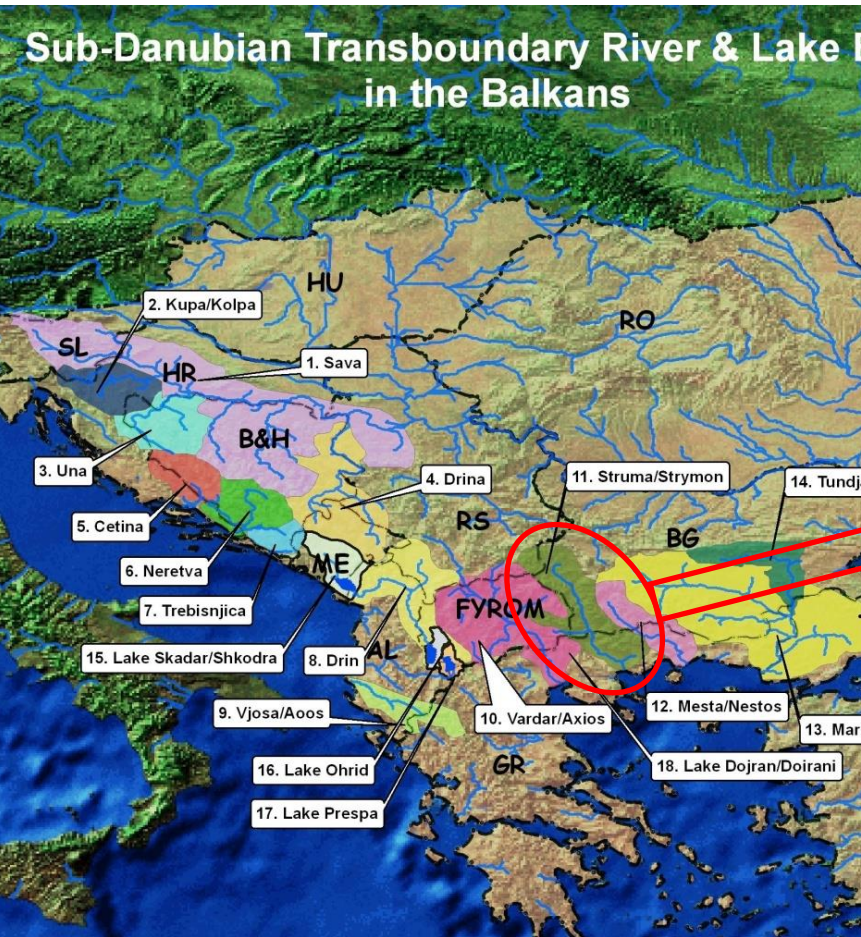 Sub-Danubian Transboundary River & Lake
in the Balkans
HU
2. Kupa/Kolpa
RO
SL
HR
1. Sava
B&H
3. Una
4. Drina
11. Struma/Strymon
14. Tundj
5. Cetina
RS
BG
6. Neretva
ME
7. Trebisnjica
FYROM
15. Lake Skadar/Shkodra
8. Drin
AL
9. Vjosa/Aoos
10. Vardar/Axios
12. Mesta/Nestos
13. Mar
16. Lake Ohrid
GR
18. Lake Dojran/Doirani
17. Lake Prespa